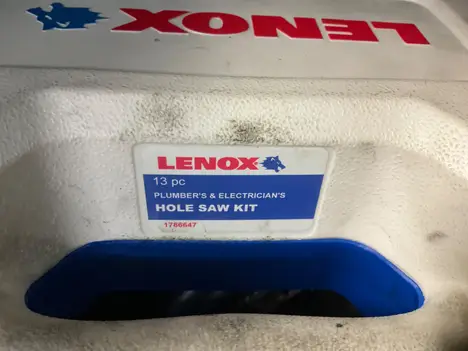 LENOX
LENOX
13 pc
PLUMBER'S & ELECTRICIAN'S
HOLE SAW KIT
1786647